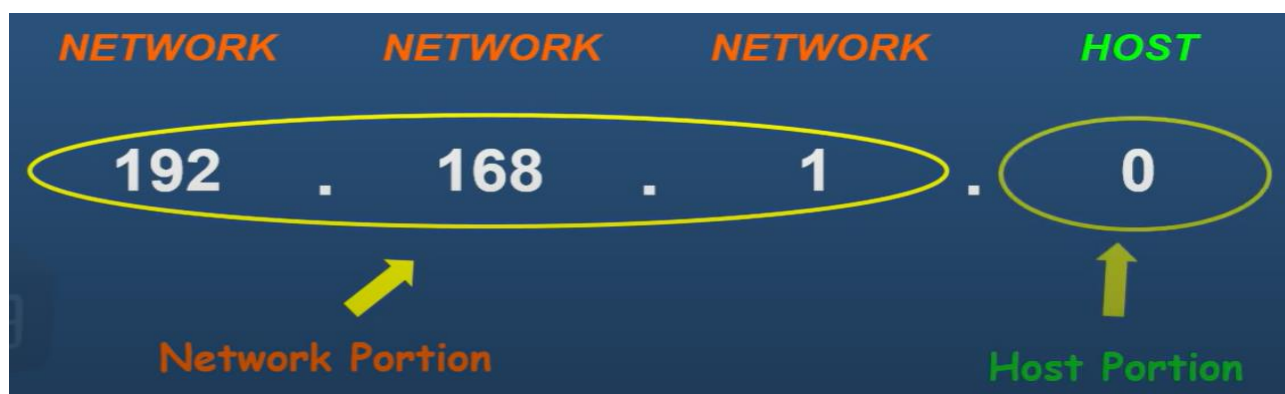 NETWORK NETWORK NETWORK HOST
192 . 168 . 1 . 0
Network Portion Host Portion